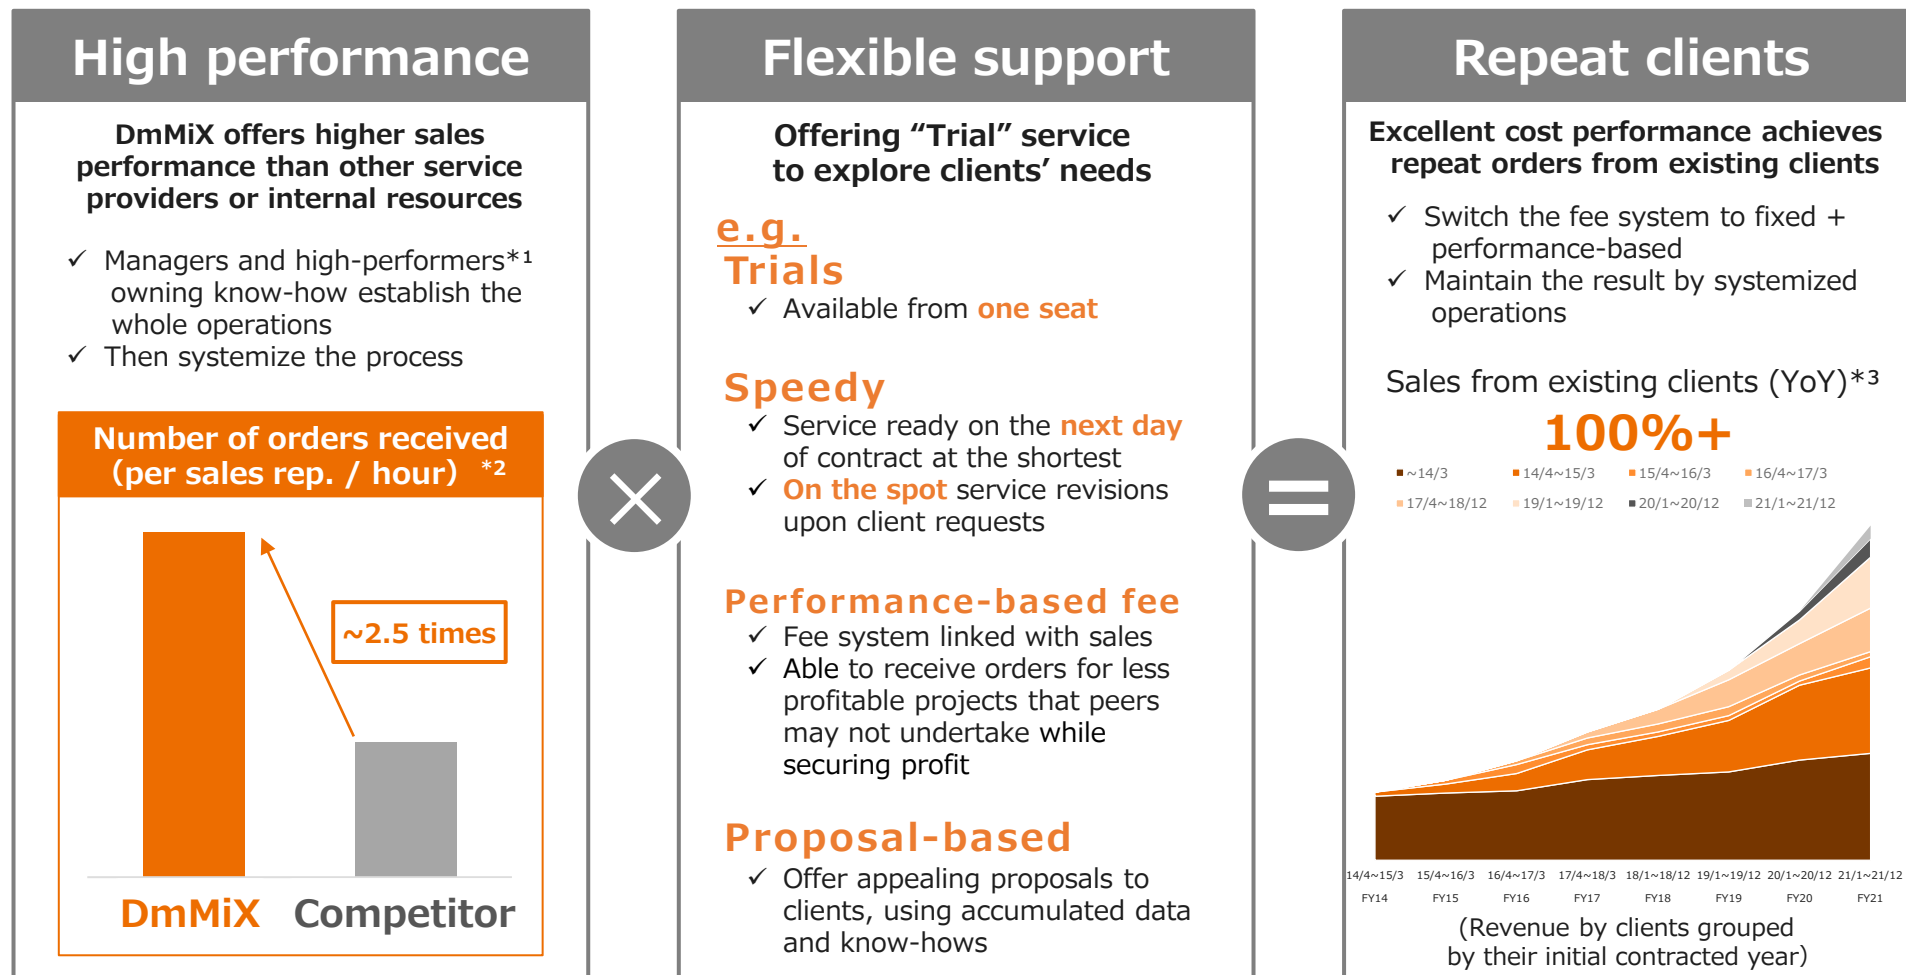 High performance
DmMiX offers higher sales
performance than other service
providers or internal resources
✓ Managers and high-performers*¹
owning know-how establish the
whole operations
✓ Then systemize the process
Number of orders received
(per sales rep. / hour) *²
~2.5 times
DmMiX
Competitor
×
Flexible support
Offering “Trial” service
to explore clients’ needs
e.g.
Trials
✓ Available from one seat
Speedy
✓ Service ready on the next day
of contract at the shortest
✓ On the spot service revisions
upon client requests
Performance-based fee
✓ Fee system linked with sales
✓ Able to receive orders for less
profitable projects that peers
may not undertake while
securing profit
Proposal-based
✓ Offer appealing proposals to
clients, using accumulated data
and know-hows
=
Repeat clients
Excellent cost performance achieves
repeat orders from existing clients
✓ Switch the fee system to fixed +
performance-based
✓ Maintain the result by systemized
operations
Sales from existing clients (YoY)*³
100%+
~14/3 14/4~15/3 15/4~16/3 16/4~17/3
17/4~18/12 19/1~19/12 20/1~20/12 21/1~21/12
14/4~15/3 15/4~16/3 16/4~17/3 17/4~18/3 18/1~18/12 19/1~19/12 20/1~20/12 21/1~21/12
FY14 FY15 FY16 FY17 FY18 FY19 FY20 FY21
(Revenue by clients grouped
by their initial contracted year)